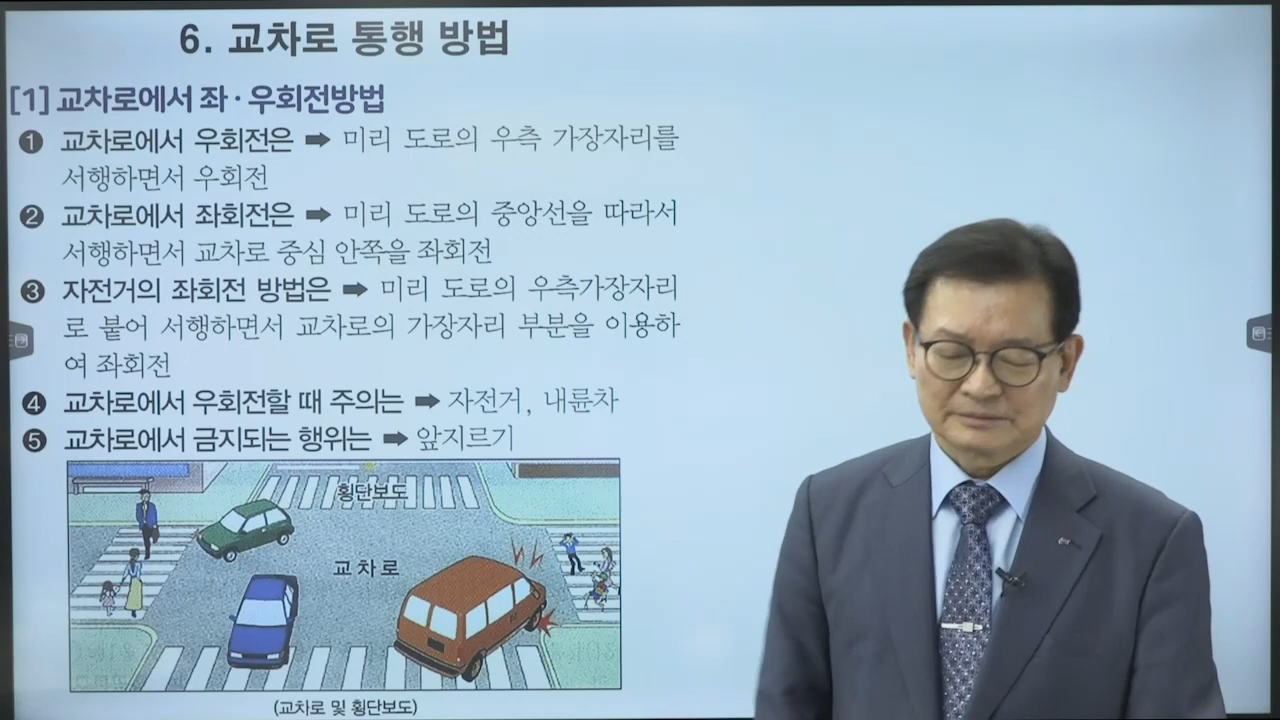 6. 교차로 통행 방법
[1] 교차로에서 좌·우회전방법
❶ 교차로에서 우회전은 ➡ 미리 도로의 우측 가장자리를
서행하면서 우회전
❷ 교차로에서 좌회전은 ➡ 미리 도로의 중앙선을 따라서
서행하면서 교차로 중심 안쪽을 좌회전
❸ 자전거의 좌회전 방법은 ➡ 미리 도로의 우측가장자리
로 붙어 서행하면서 교차로의 가장자리 부분을 이용하
여 좌회전
❹ 교차로에서 우회전할 때 주의는 ➡ 자전거, 내륜차
❺ 교차로에서 금지되는 행위는 ➡ 앞지르기
횡단보도
교차로
(교차로 및 횡단보도)